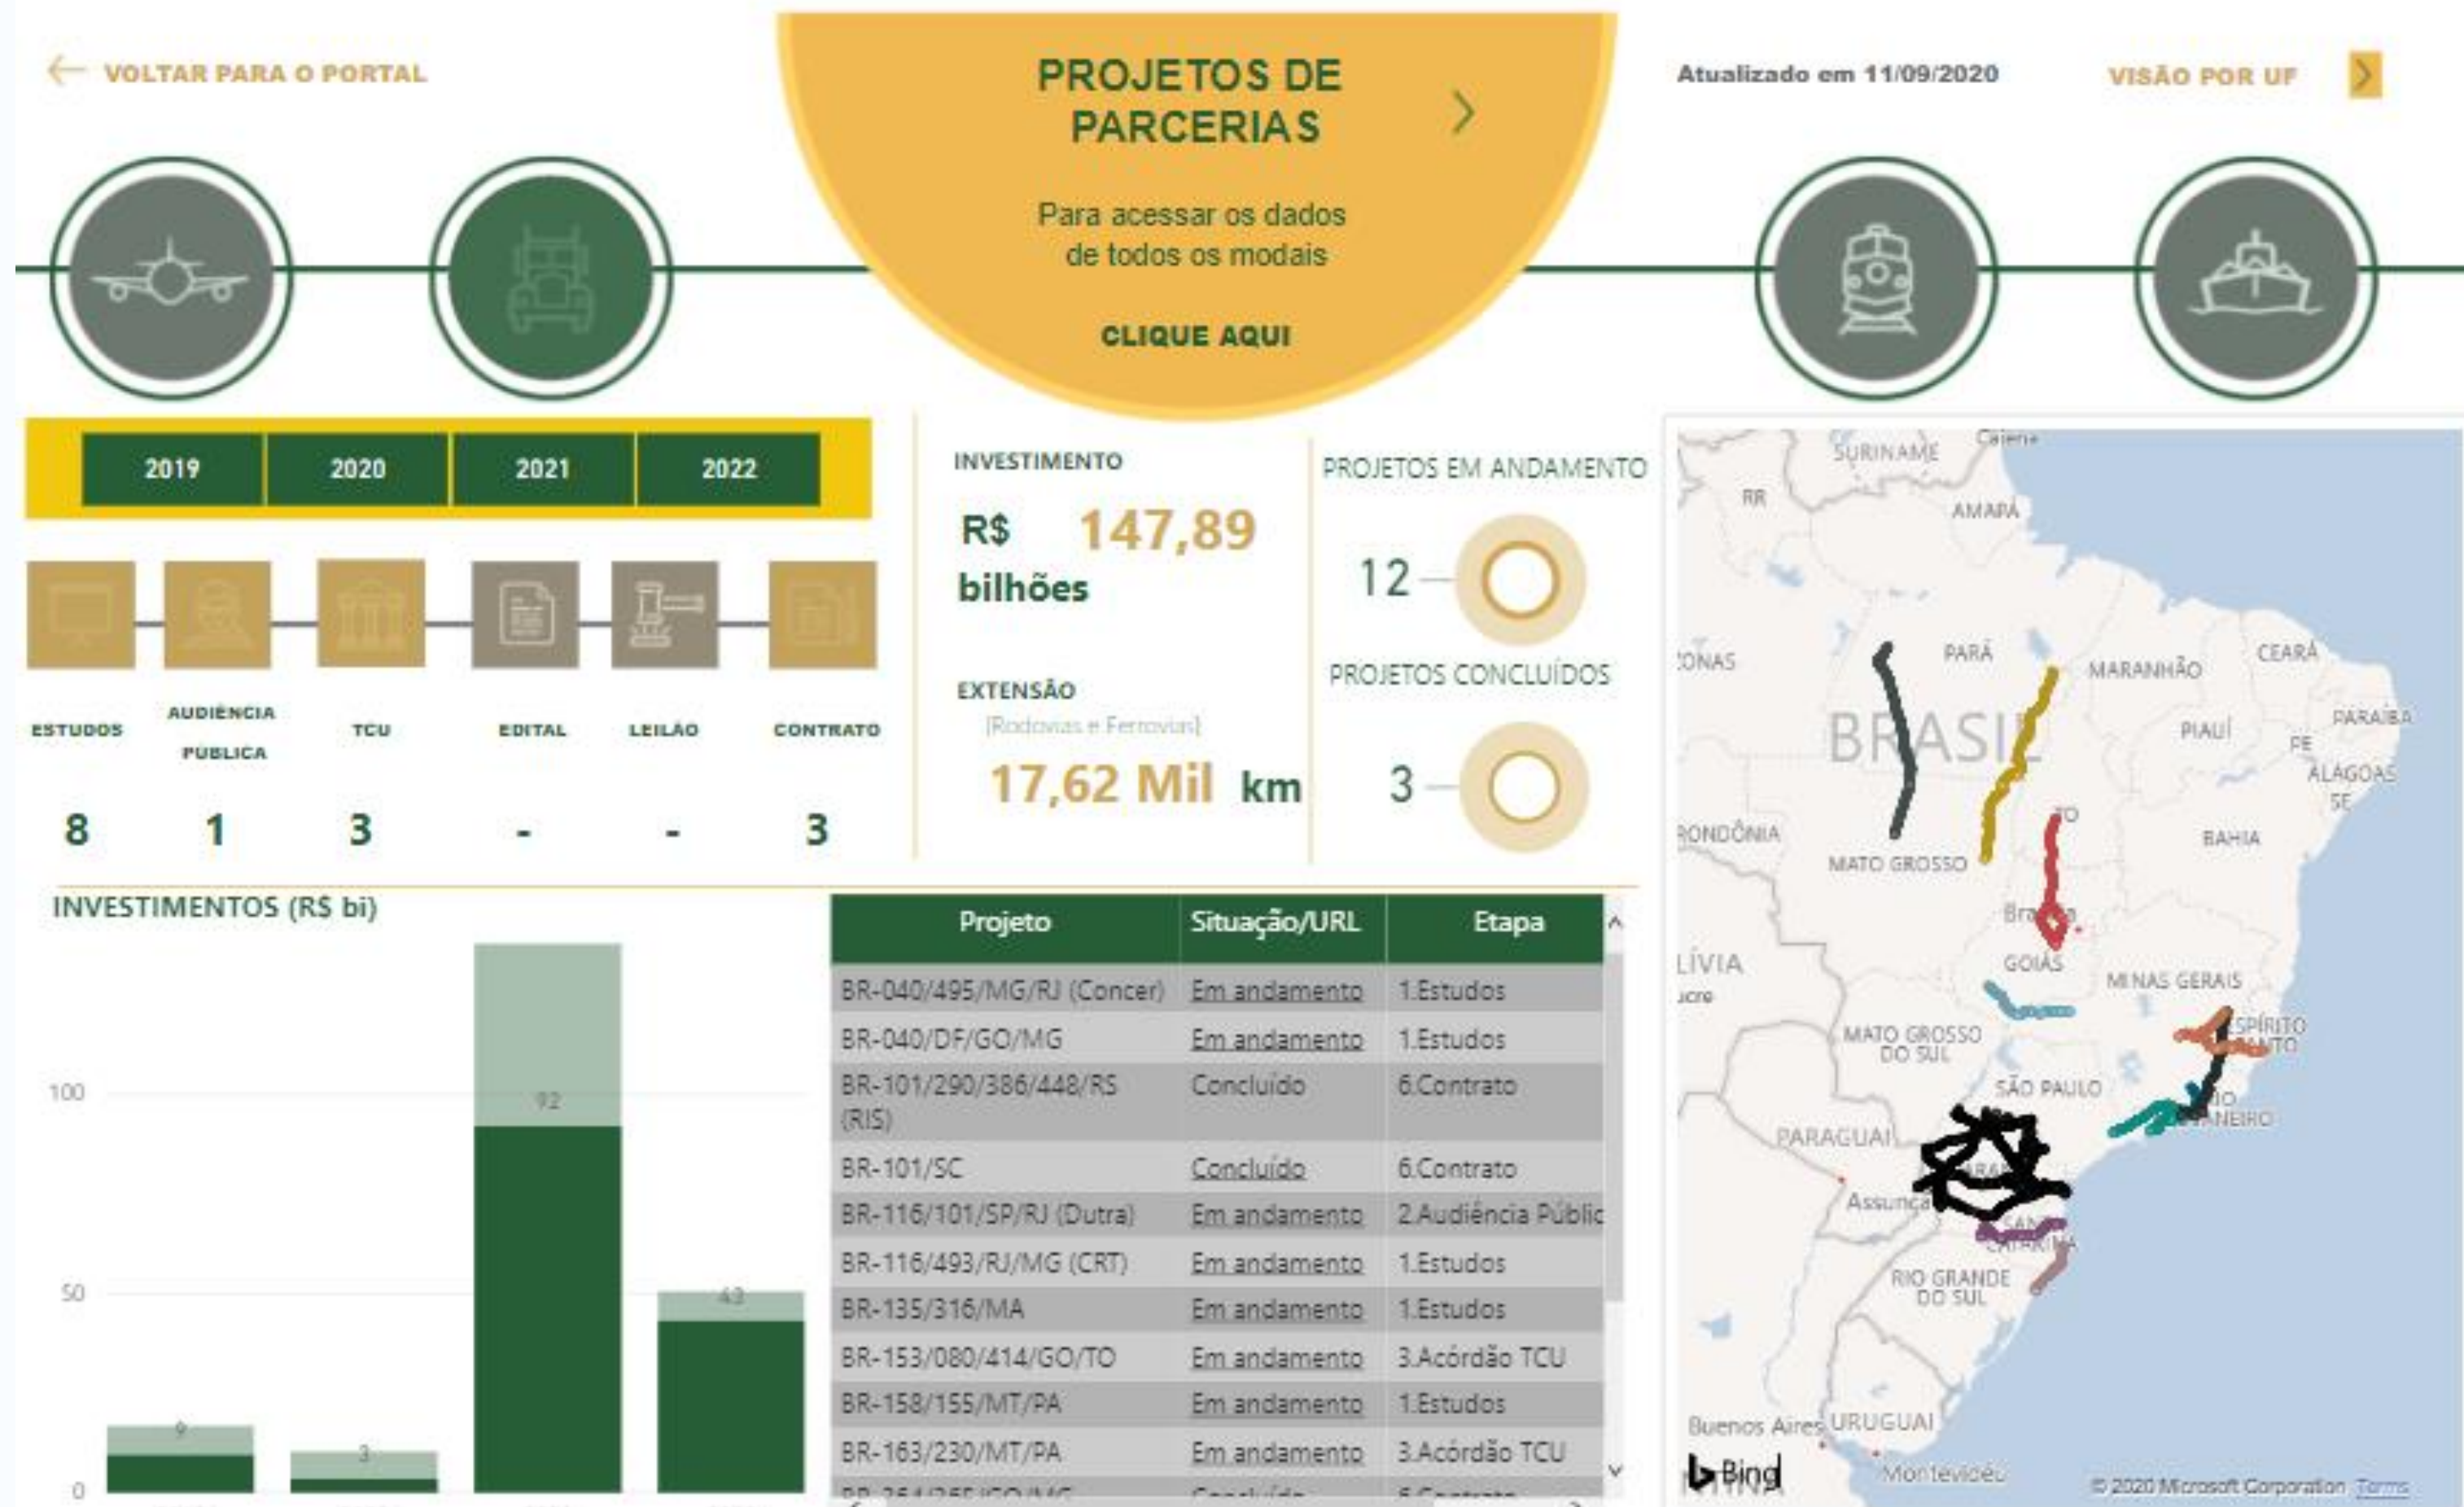 VOLTAR PARA O PORTAL
PROJETOS DE
PARCERIAS
Para acessar os dados
de todos os modais
CLIQUE AQUI
Atualizado em 11/09/2020
VISÃO POR UF
2019 2020 2021 2022
ESTUDOS
AUDIÊNCIA
PÚBLICA
TCU
EDITAL
LEILÃO
CONTRATO
8 1 3 - - 3
INVESTIMENTO
R$ 147,89
bilhões
EXTENSÃO
(Rodovias e Ferrovias)
17,62 Mil km
PROJETOS EM ANDAMENTO
12
PROJETOS CONCLUÍDOS
3
INVESTIMENTOS (R$ bi)
100
50
0
9
3
92
43
Projeto Situação/URL Etapa
BR-040/495/MG/RJ (Concer) Em andamento 1.Estudos
BR-040/DF/GO/MG Em andamento 1.Estudos
BR-101/290/386/448/RS
(RIS) Concluído 6.Contrato
BR-101/SC Concluído 6.Contrato
BR-116/101/SP/RJ (Dutra) Em andamento 2.Audiência Públic
BR-116/493/RJ/MG (CRT) Em andamento 1.Estudos
BR-135/316/MA Em andamento 1.Estudos
BR-153/080/414/GO/TO Em andamento 3.Acórdão TCU
BR-158/155/MT/PA Em andamento 1.Estudos
BR-163/230/MT/PA Em andamento 3.Acórdão TCU
Caiena
SURINAME
RR
AMAPÁ
ZONAS
PARÁ
MARANHÃO
CEARÁ
BRASIL
PARAÍBA
PIAUÍ
PE
ALAGOAS
SE
TO
RONDÔNIA
BAHIA
MATO GROSSO
LÍVIA
GOIÁS
MINAS GERAIS
ucre
MATO GROSSO
DO SUL
SÃO PAULO
PARAGUAI
RIO GRANDE
DO SUL
Buenos Aires
URUGUAI
Bing
Montevidéu
© 2020 Microsoft Corporation Terms